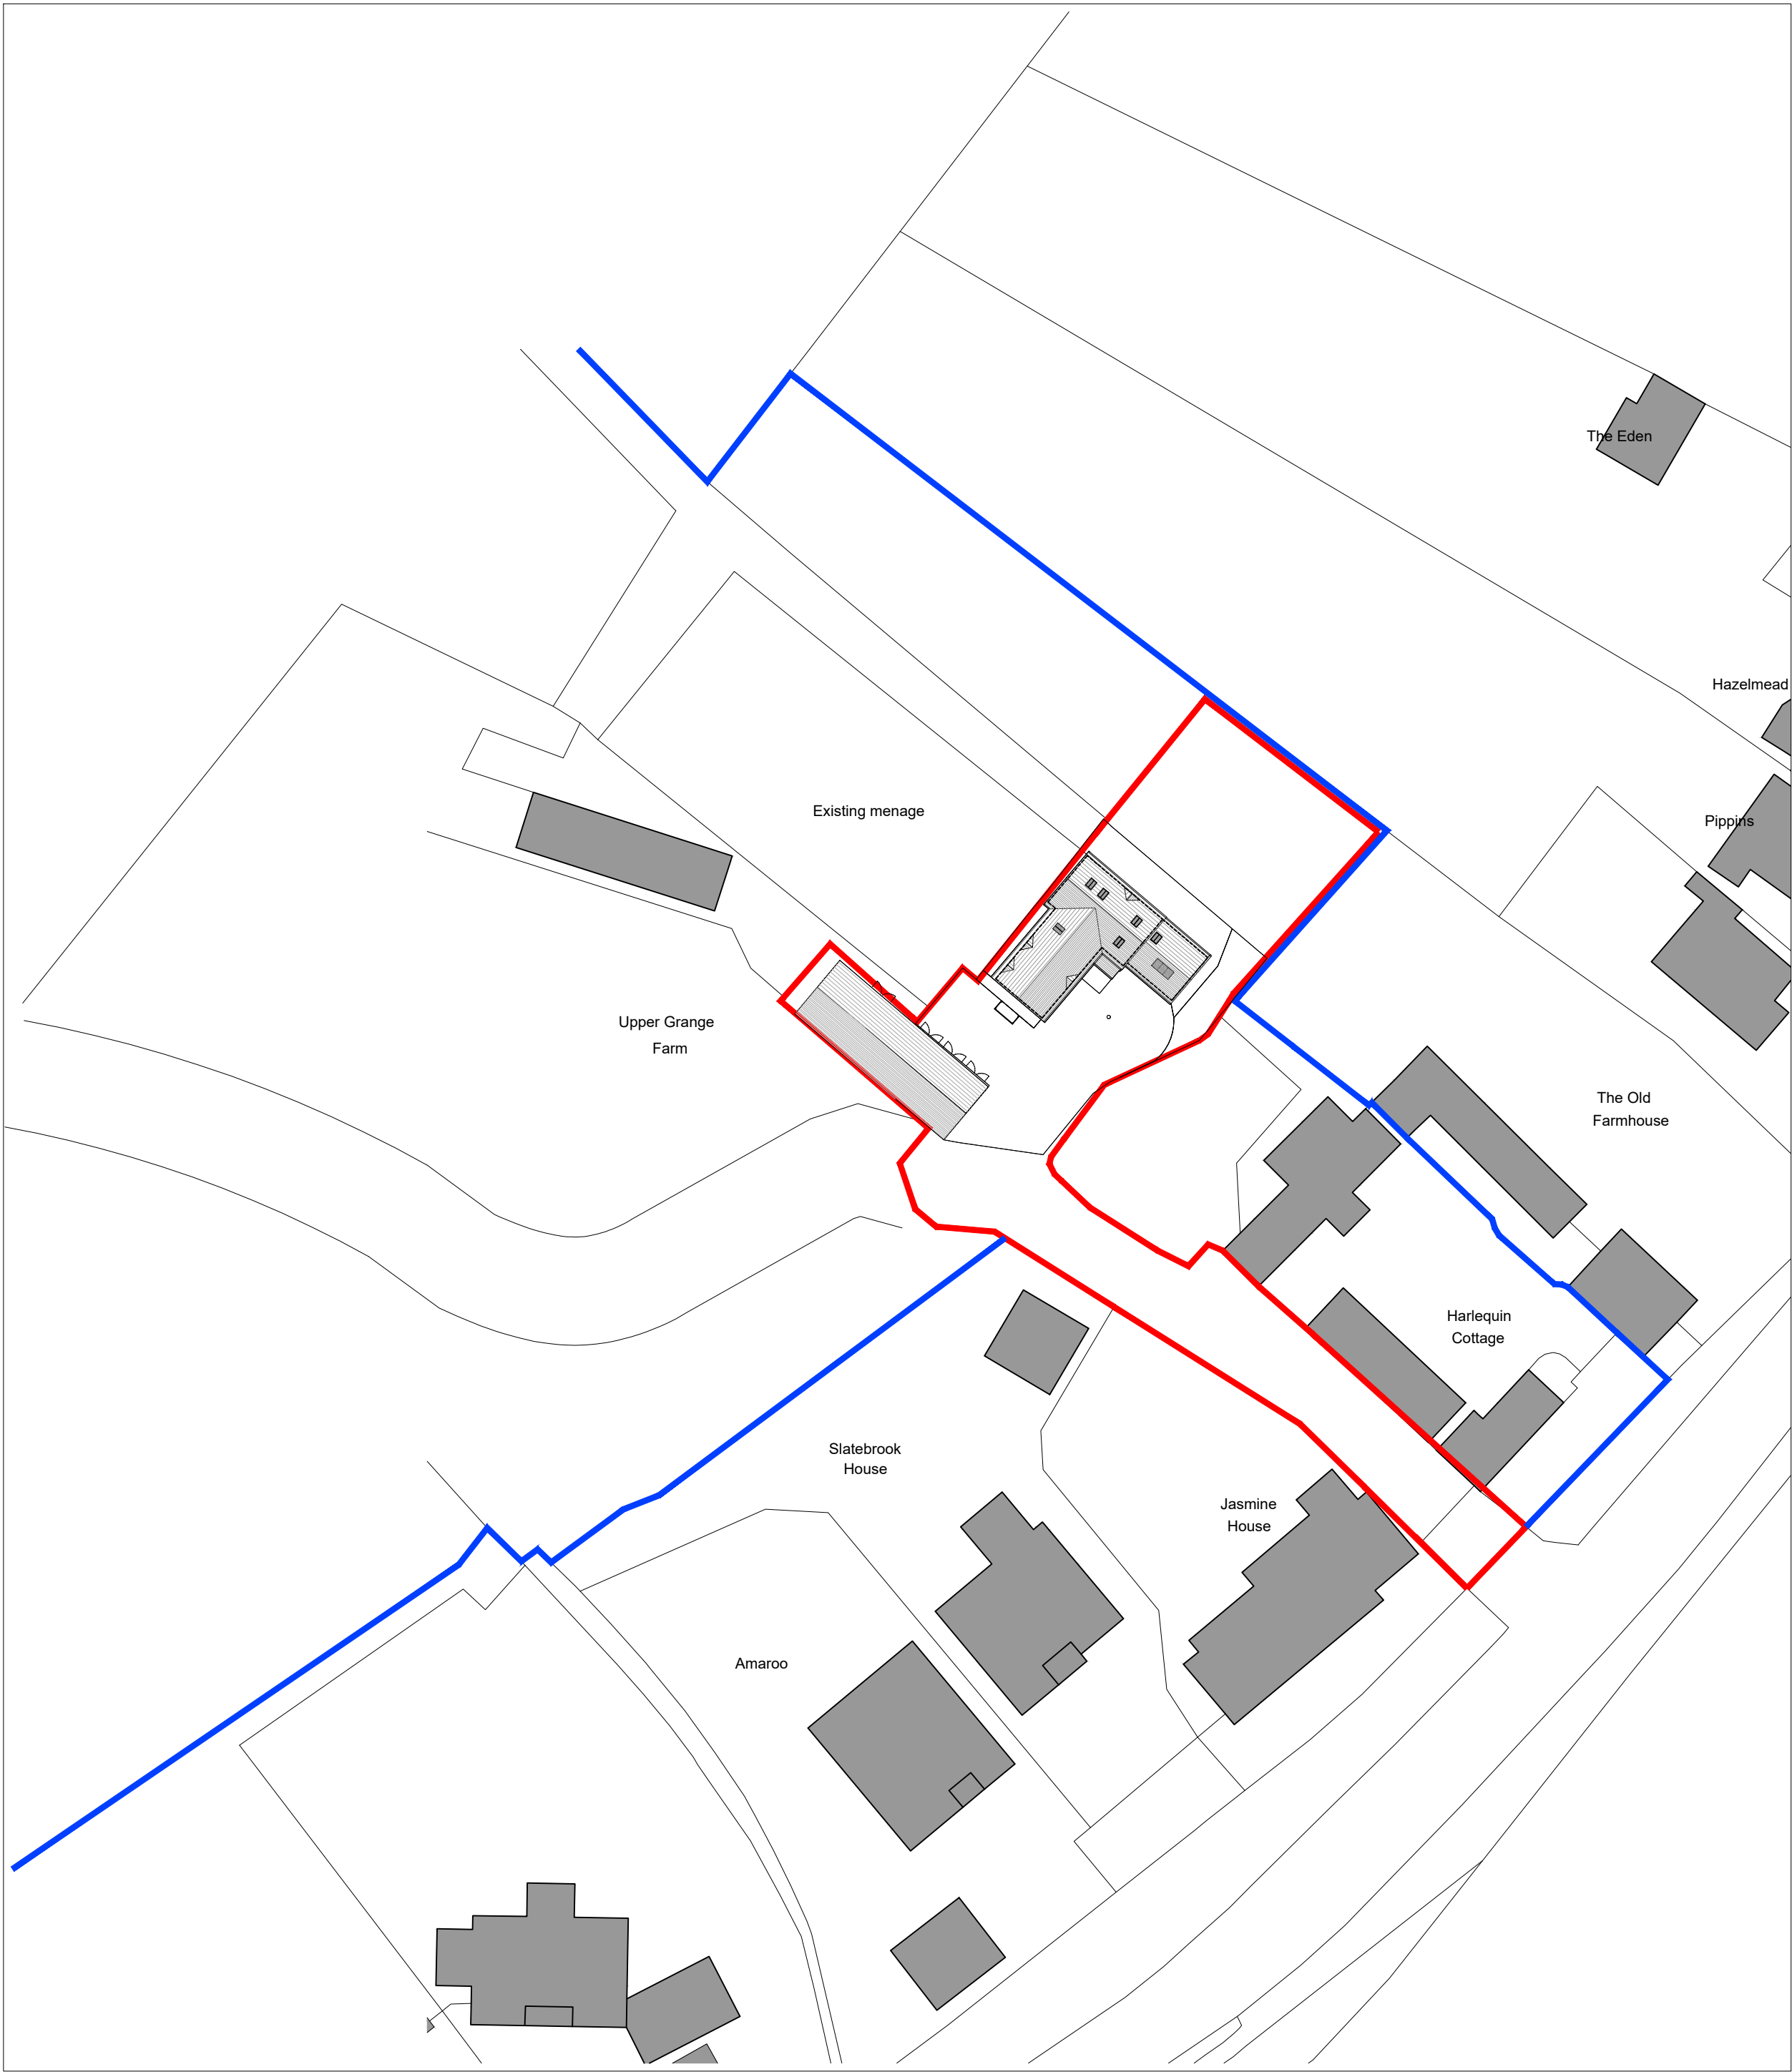 The Eden
Hazelmead
Existing menage
Pippins
Upper Grange
Farm
The Old
Farmhouse
Harlequin
Cottage
Slatebrook
House
Jasmine
House
Amaroo